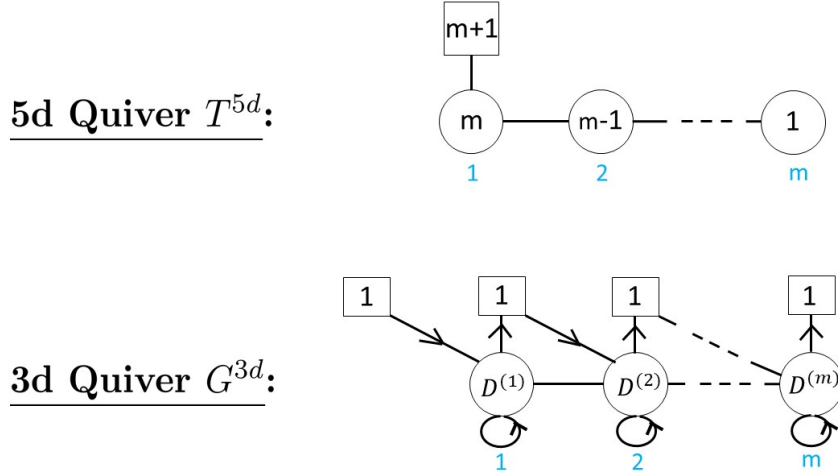 m+1
5d Quiver T^{5d}:
m m-1 1
1 2 m
1 1 1 1
3d Quiver G^{3d}:
D^{(1)} D^{(2)} D^{(m)}
1 2 m